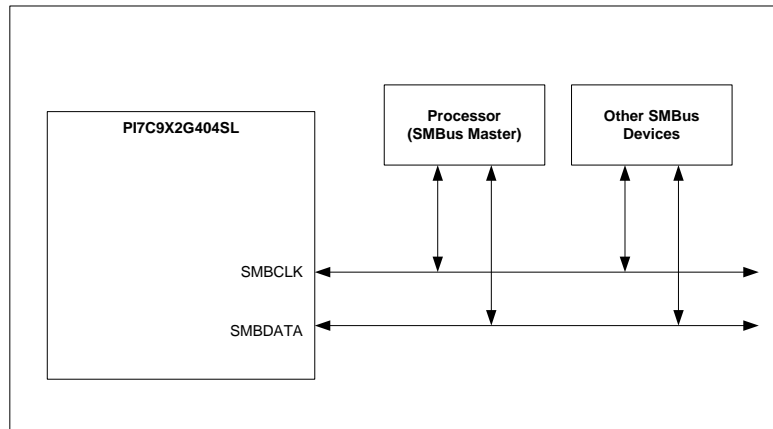 PI7C9X2G404SL
Processor
(SMBus Master)
Other SMBus
Devices
SMBCLK
SMBDATA